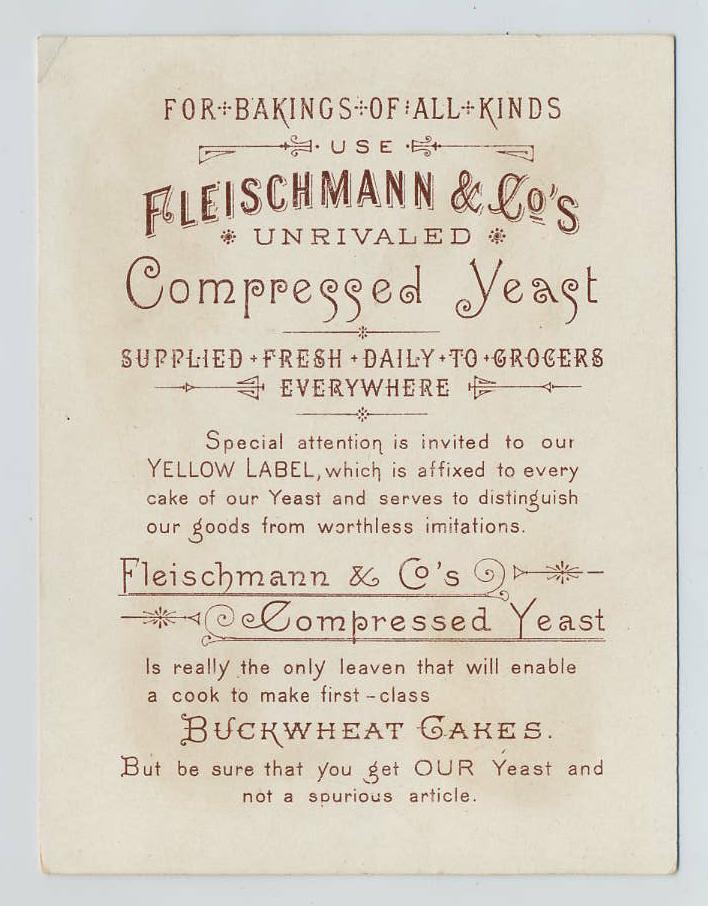 FOR BAKINGS OF ALL KINDS
USE
FLEISCHMANN & Co's
UNRIVALED
Compressed Yeast
SUPPLIED FRESH DAILY TO GROCERS
EVERYWHERE
Special attention is invited to our
YELLOW LABEL, which is affixed to every
cake of our Yeast and serves to distinguish
our goods from worthless imitations.
Fleischmann & Co's
Compressed Yeast
Is really the only leaven that will enable
a cook to make first-class
BUCKWHEAT CAKES.
But be sure that you get OUR Yeast and
not a spurious article.